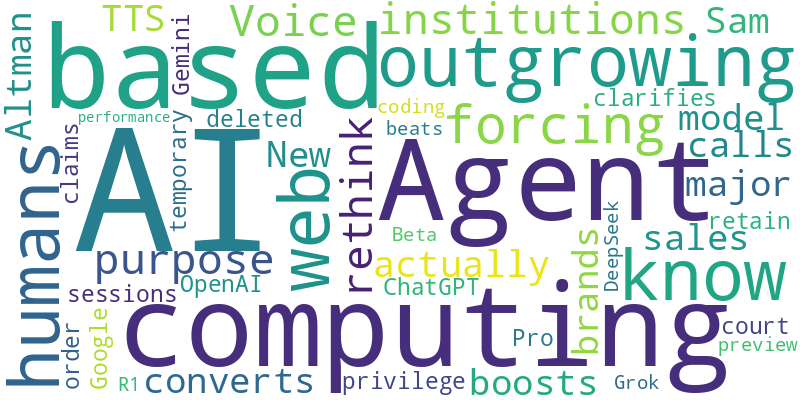 TTS
Voice
institutions
Sam
Altman
Gemini
based
outgrowing
performance
temporary
deleted
coding
beats
clarifies
claims
forcing
model
calls
AI
New
rethink
Agent
humans
web
major
retain
DeepSeek
Beta
brands
sales
purpose
actually
know
sessions
OpenAI
ChatGPT
computing
order
Google
Pro
court
preview
R1
converts
privilege
boosts
Grok